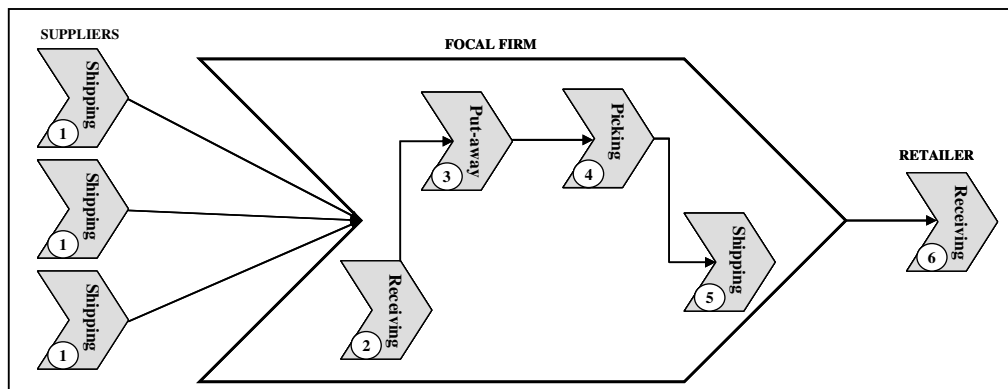 SUPPLIERS
Shipping
1
Shipping
1
Shipping
1
FOCAL FIRM
Receiving
2
Put-away
3
Picking
4
Shipping
5
RETAILER
Receiving
6